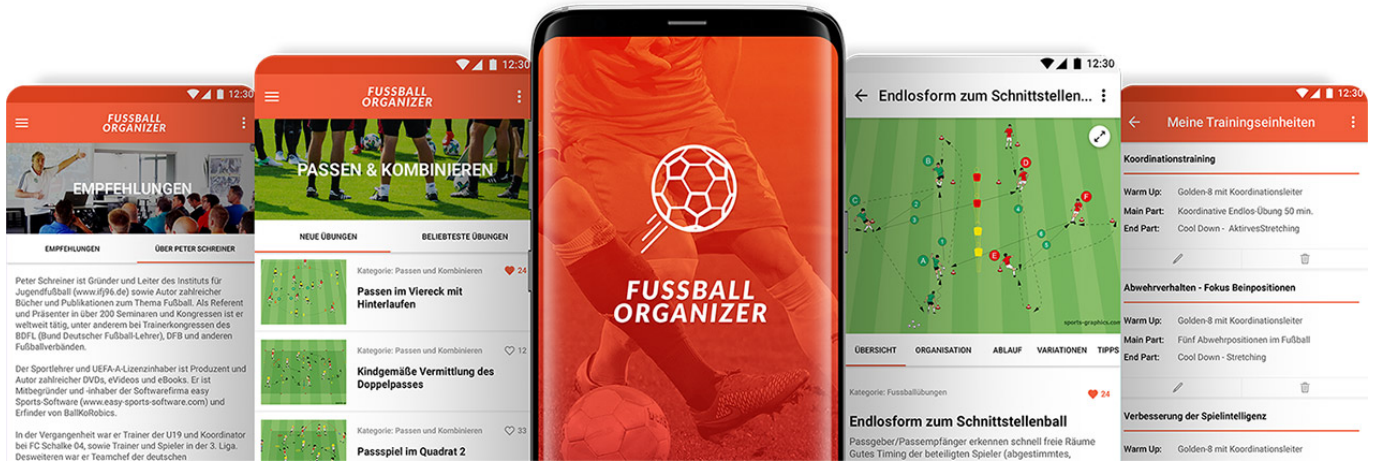 12:30
FUSSBALL
ORGANIZER
EMPFEHLUNGEN
EMPFEHLUNGEN
ÜBER PETER SCHREINER
Peter Schreiner ist Gründer und Leiter des Instituts für
Jugendfußball (www.ifj96.de) sowie Autor zahlreicher
Bücher und Publikationen zum Thema Fußball. Als Referent
und Präsenter in über 200 Seminaren und Kongressen ist er
weltweit tätig, unter anderem bei Trainerkongressen des
BDFL (Bund Deutscher Fußball-Lehrer), DFB und anderen
Fußballverbänden.
Der Sportlehrer und UEFA-A-Lizenzinhaber ist Produzent und
Autor zahlreicher DVDs, eVideos und eBooks. Er ist
Mitbegründer und -inhaber der Softwarefirma easy
Sports-Software (www.easy-sports-software.com) und
Erfinder von BallKoRobics.
In der Vergangenheit war er Trainer der U19 und Koordinator
bei FC Schalke 04, sowie Trainer und Spieler in der 3. Liga.
Desweiteren war er Teamchef der deutschen
12:30
FUSSBALL
ORGANIZER
PASSEN & KOMBINIEREN
NEUE ÜBUNGEN
BELIEBTESTE ÜBUNGEN
Kategorie: Passen und Kombinieren
24
Passen im Viereck mit
Hinterlaufen
Kategorie: Passen und Kombinieren
12
Kindgemäße Vermittlung des
Doppelpasses
Kategorie: Passen und Kombinieren
33
Passspiel im Quadrat 2
FUSSBALL
ORGANIZER
12:30
Endlosform zum Schnittstellen...
B
D
C
2
3
4
F
1
6
5
A
E
sports-graphics.com
ÜBERSICHT
ORGANISATION
ABLAUF
VARIATIONEN
TIPPS
Kategorie: Fussballübungen
24
Endlosform zum Schnittstellenball
Passgeber/Passempfänger erkennen schnell freie Räume
Gutes Timing der beteiligten Spieler (abgestimmtes,
12:30
Meine Trainingseinheiten
Koordinationstraining
Warm Up: Golden-8 mit Koordinationsleiter
Main Part: Koordinative Endlos-Übung 50 min.
End Part: Cool Down - AktirvesStretching
Abwehrverhalten - Fokus Beinpositionen
Warm Up: Golden-8 mit Koordinationsleiter
Main Part: Fünf Abwehrpositionen im Fußball
End Part: Cool Down - Stretching
Verbesserung der Spielintelligenz
Warm Up: Golden-8 mit Koordinationsleiter